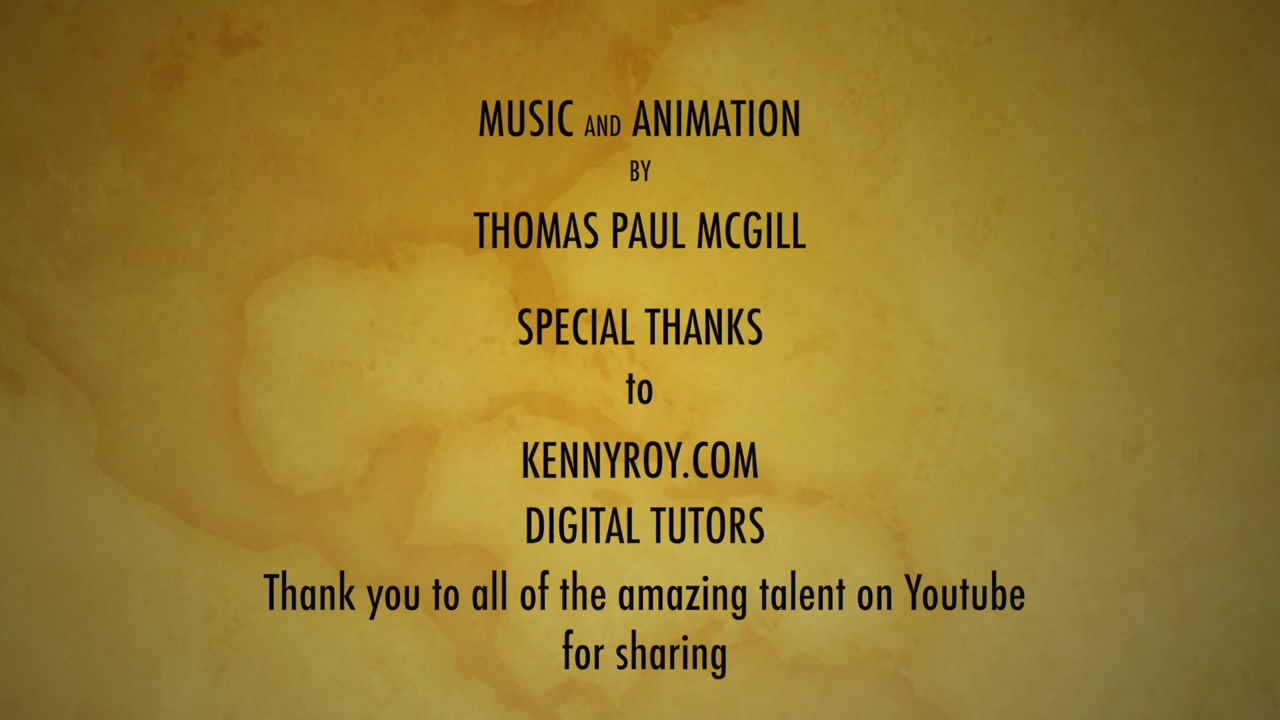 MUSIC AND ANIMATION
BY
THOMAS PAUL MCGILL
SPECIAL THANKS
to
KENNYROY.COM
DIGITAL TUTORS
Thank you to all of the amazing talent on Youtube
for sharing